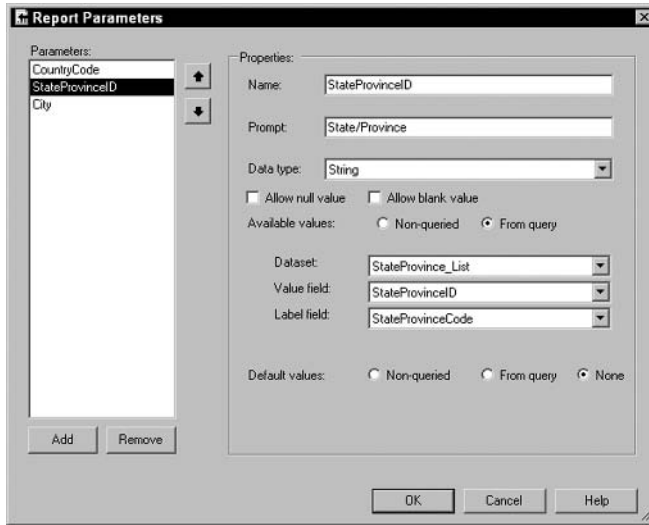 Report Parameters
Parameters:
CountryCode
StateProvinceID
City
Add Remove
Properties:
Name: StateProvinceID
Prompt: State/Province
Data type: String
Allow null value Allow blank value
Available values: Non-queried From query
Dataset: StateProvince_List
Value field: StateProvinceID
Label field: StateProvinceCode
Default values: Non-queried From query None
OK Cancel Help